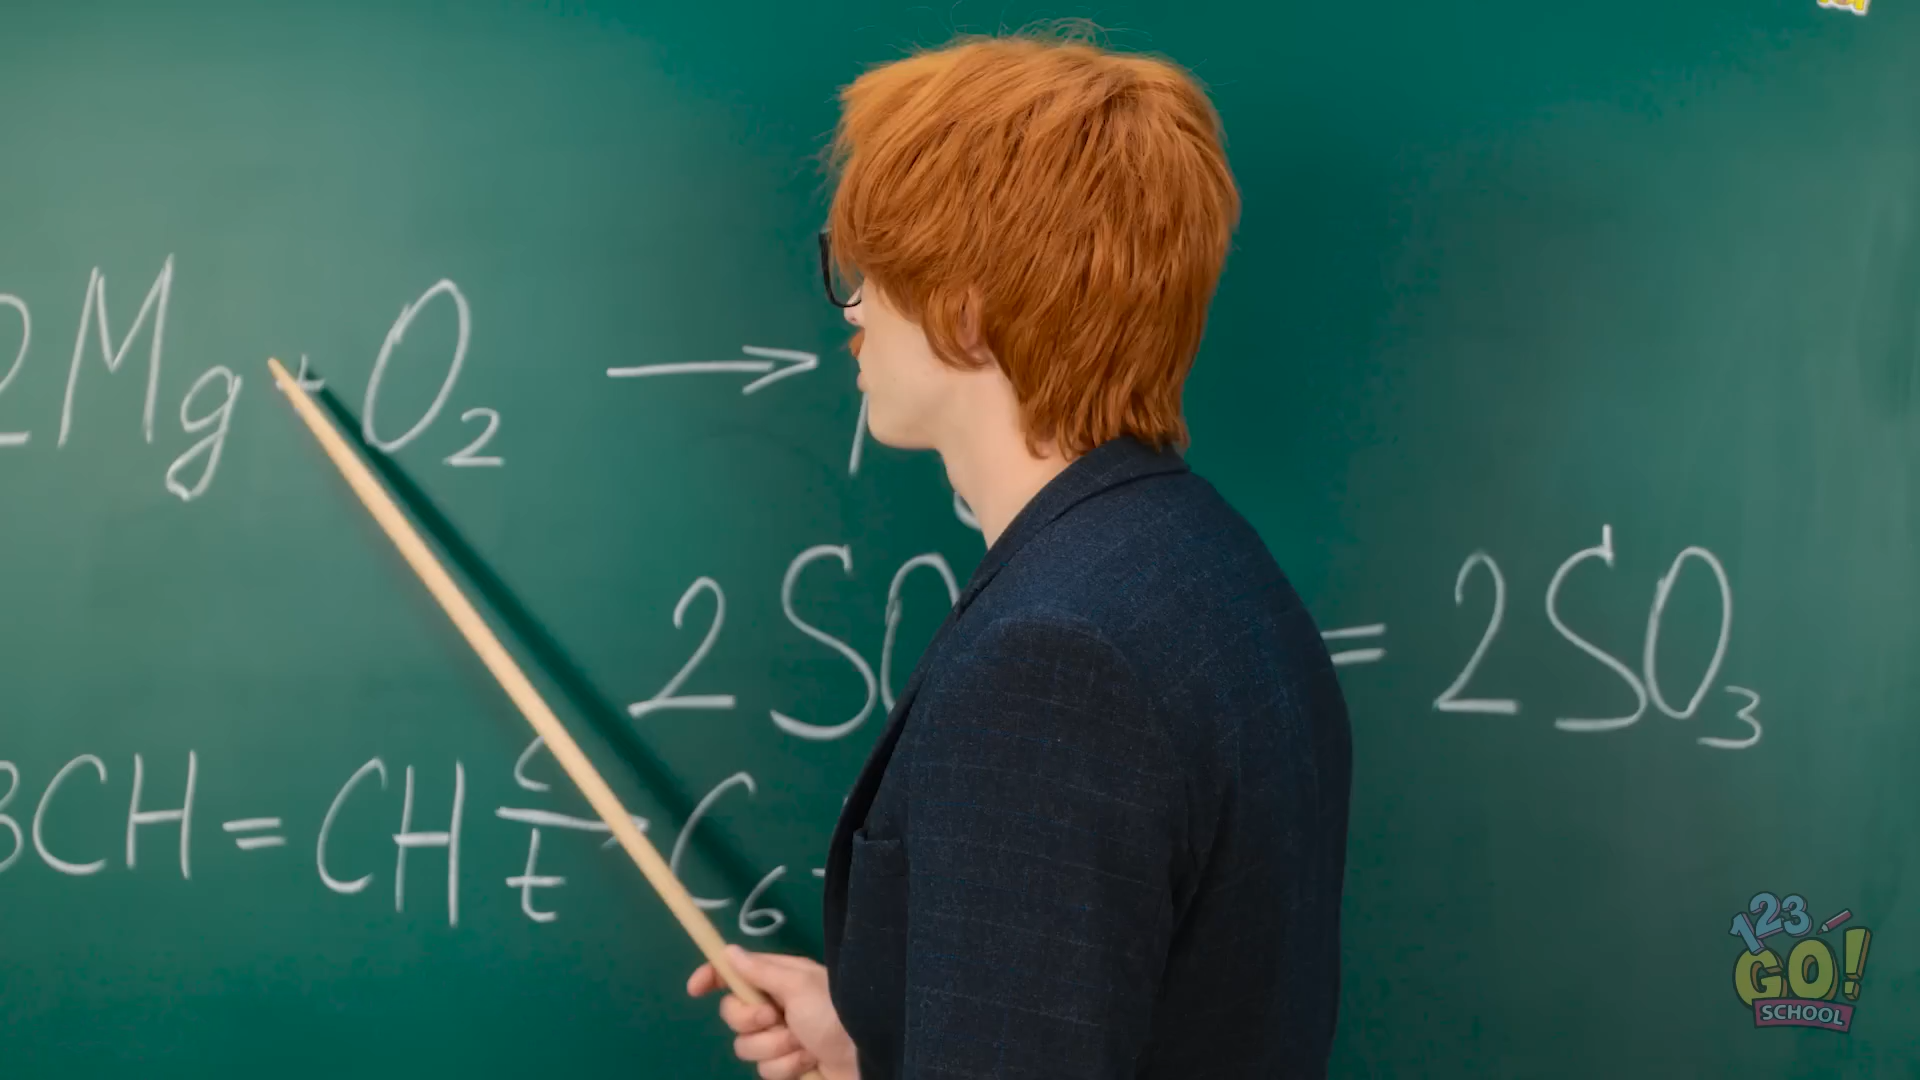 2Mg + O₂ →
2SO = 2SO₃
3CH = CH t C₆
123
GO!
SCHOOL